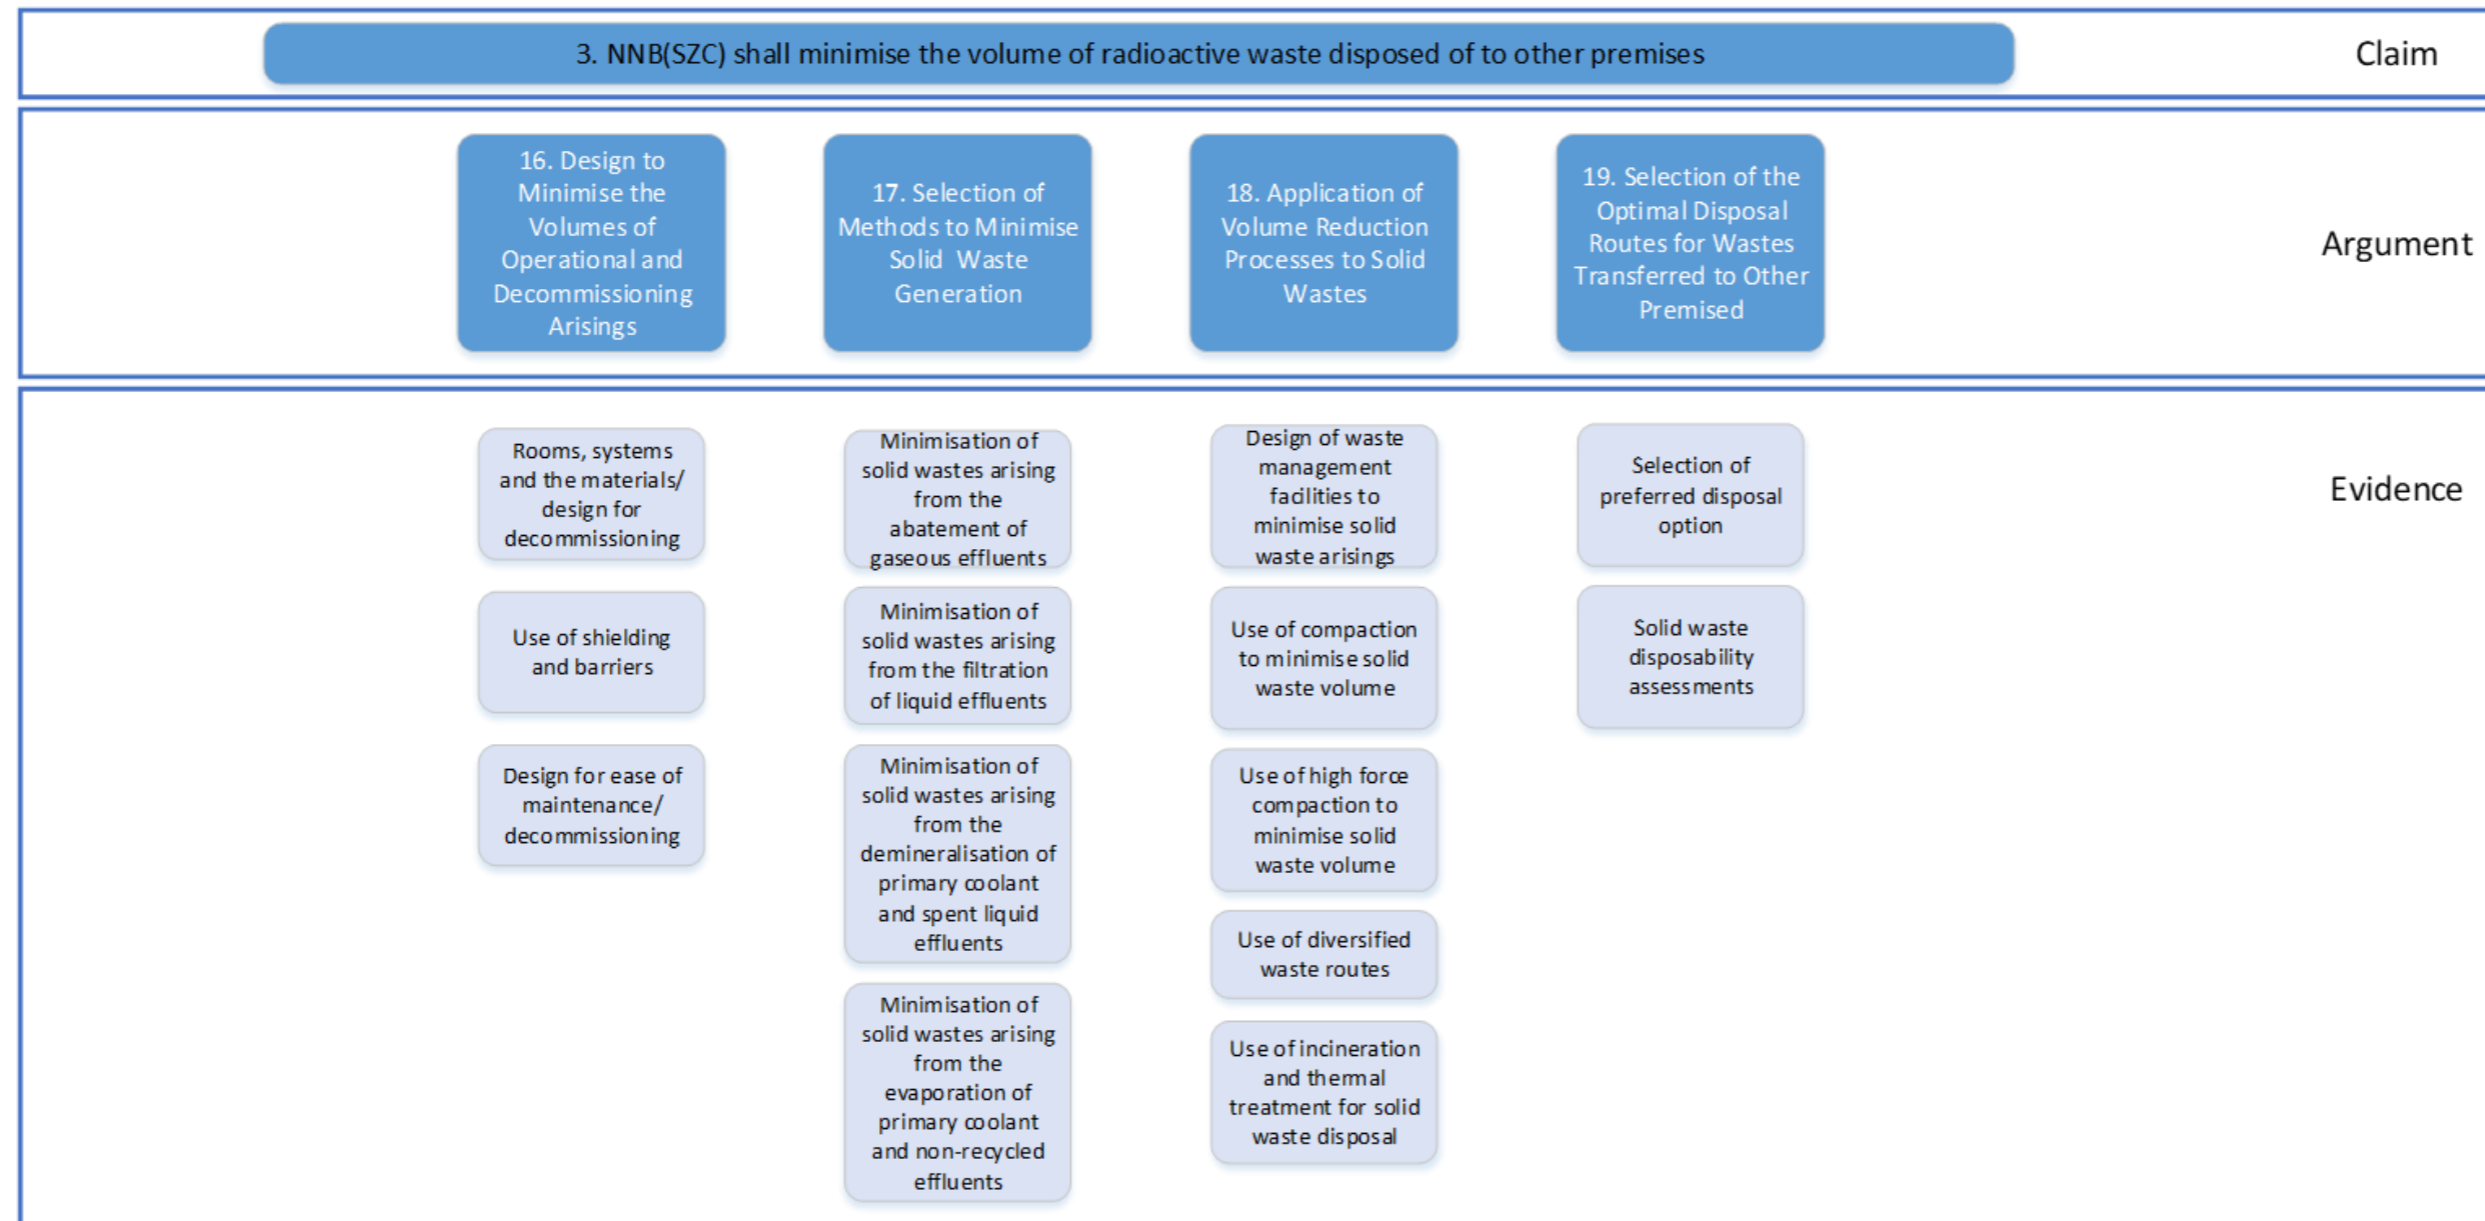 3. NNB(SZC) shall minimise the volume of radioactive waste disposed of to other premises
Claim
16. Design to
Minimise the
Volumes of
Operational and
Decommissioning
Arisings
17. Selection of
Methods to Minimise
Solid Waste
Generation
18. Application of
Volume Reduction
Processes to Solid
Wastes
19. Selection of the
Optimal Disposal
Routes for Wastes
Transferred to Other
Premised
Argument
Rooms, systems
and the materials/
design for
decommissioning
Use of shielding
and barriers
Design for ease of
maintenance/
decommissioning
Minimisation of
solid wastes arising
from the
abatement of
gaseous effluents
Minimisation of
solid wastes arising
from the filtration
of liquid effluents
Minimisation of
solid wastes arising
from the
demineralisation of
primary coolant
and spent liquid
effluents
Minimisation of
solid wastes arising
from the
evaporation of
primary coolant
and non-recycled
effluents
Design of waste
management
facilities to
minimise solid
waste arisings
Use of compaction
to minimise solid
waste volume
Use of high force
compaction to
minimise solid
waste volume
Use of diversified
waste routes
Use of incineration
and thermal
treatment for solid
waste disposal
Selection of
preferred disposal
option
Solid waste
disposability
assessments
Evidence